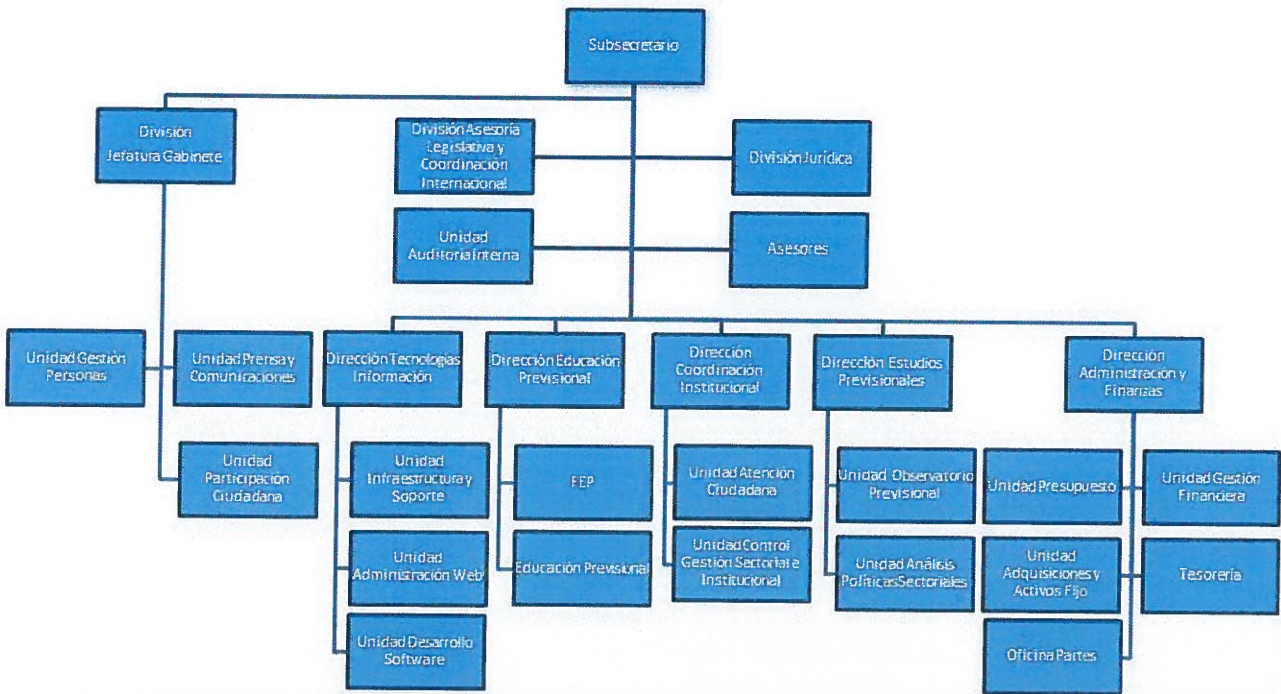 Subsecretario
División
Jefatura Gabinete
División Asesoría
Legislativa y
Coordinación
Internacional
División Jurídica
Unidad
Auditoria Interna
Asesores
Unidad Gestión
Personas
Unidad Prensa y
Comunicaciones
Unidad
Participación
Ciudadana
Dirección Tecnologías
Información
Dirección Educación
Previsional
Dirección
Coordinación
Institucional
Dirección Estudios
Previsionales
Dirección
Administración y
Finanzas
Unidad
Infraestructura y
Soporte
Unidad
Administración Web
Unidad Desarrollo
Software
FEP
Educación Previsional
Unidad Atención
Ciudadana
Unidad Control
Gestión Sectorial e
Institucional
Unidad Observatorio
Previsional
Unidad Análisis
Políticas Sectoriales
Unidad Presupuesto
Unidad Gestión
Financiera
Unidad
Adquisiciones y
Activos Fijo
Tesorería
Oficina Partes